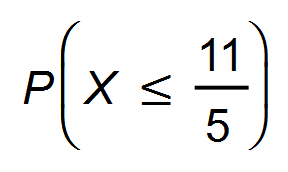 P(X ≤ 11/5)